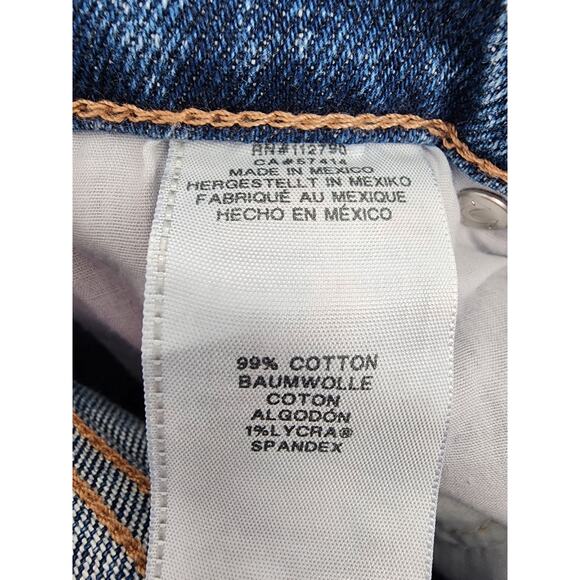 RN#112790
CA#57414
MADE IN MEXICO
HERGESTELLT IN MEXIKO
FABRIQUÉ AU MEXIQUE
HECHO EN MÉXICO
99% COTTON
BAUMWOLLE
COTON
ALGODÓN
1%LYCRA®
SPANDEX